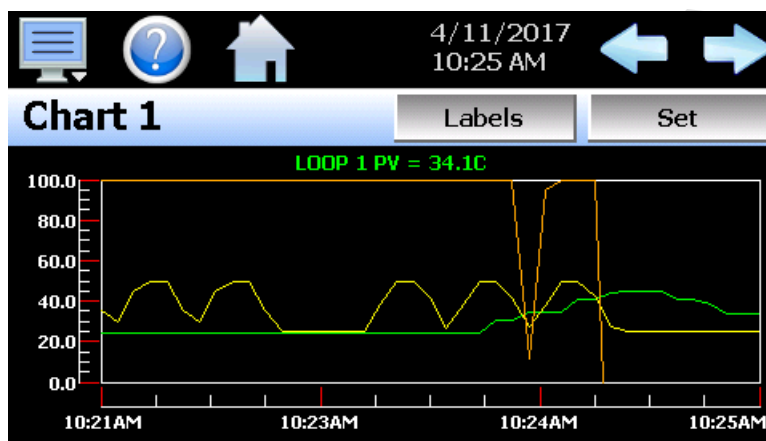 4/11/2017
10:25 AM
?
Chart 1
Labels
Set
LOOP 1 PV = 34.1C
100.0
80.0
60.0
40.0
20.0
0.0
10:21AM
10:23AM
10:24AM
10:25AM